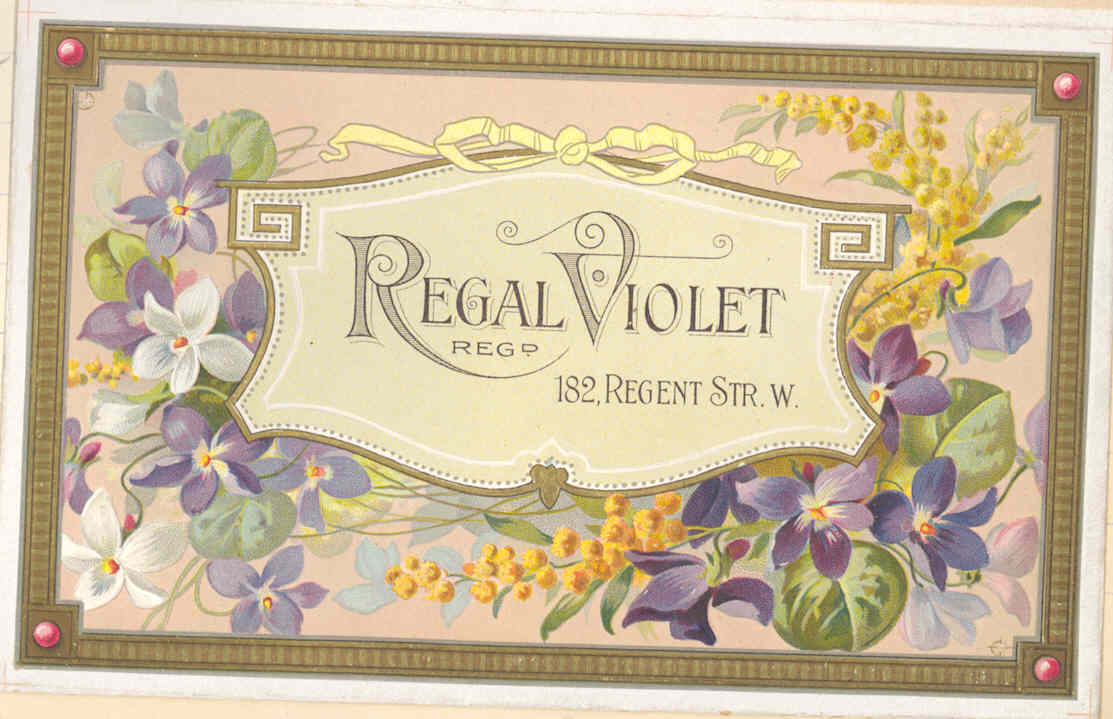 REGAL VIOLET
REGD
182, REGENT STR. W.